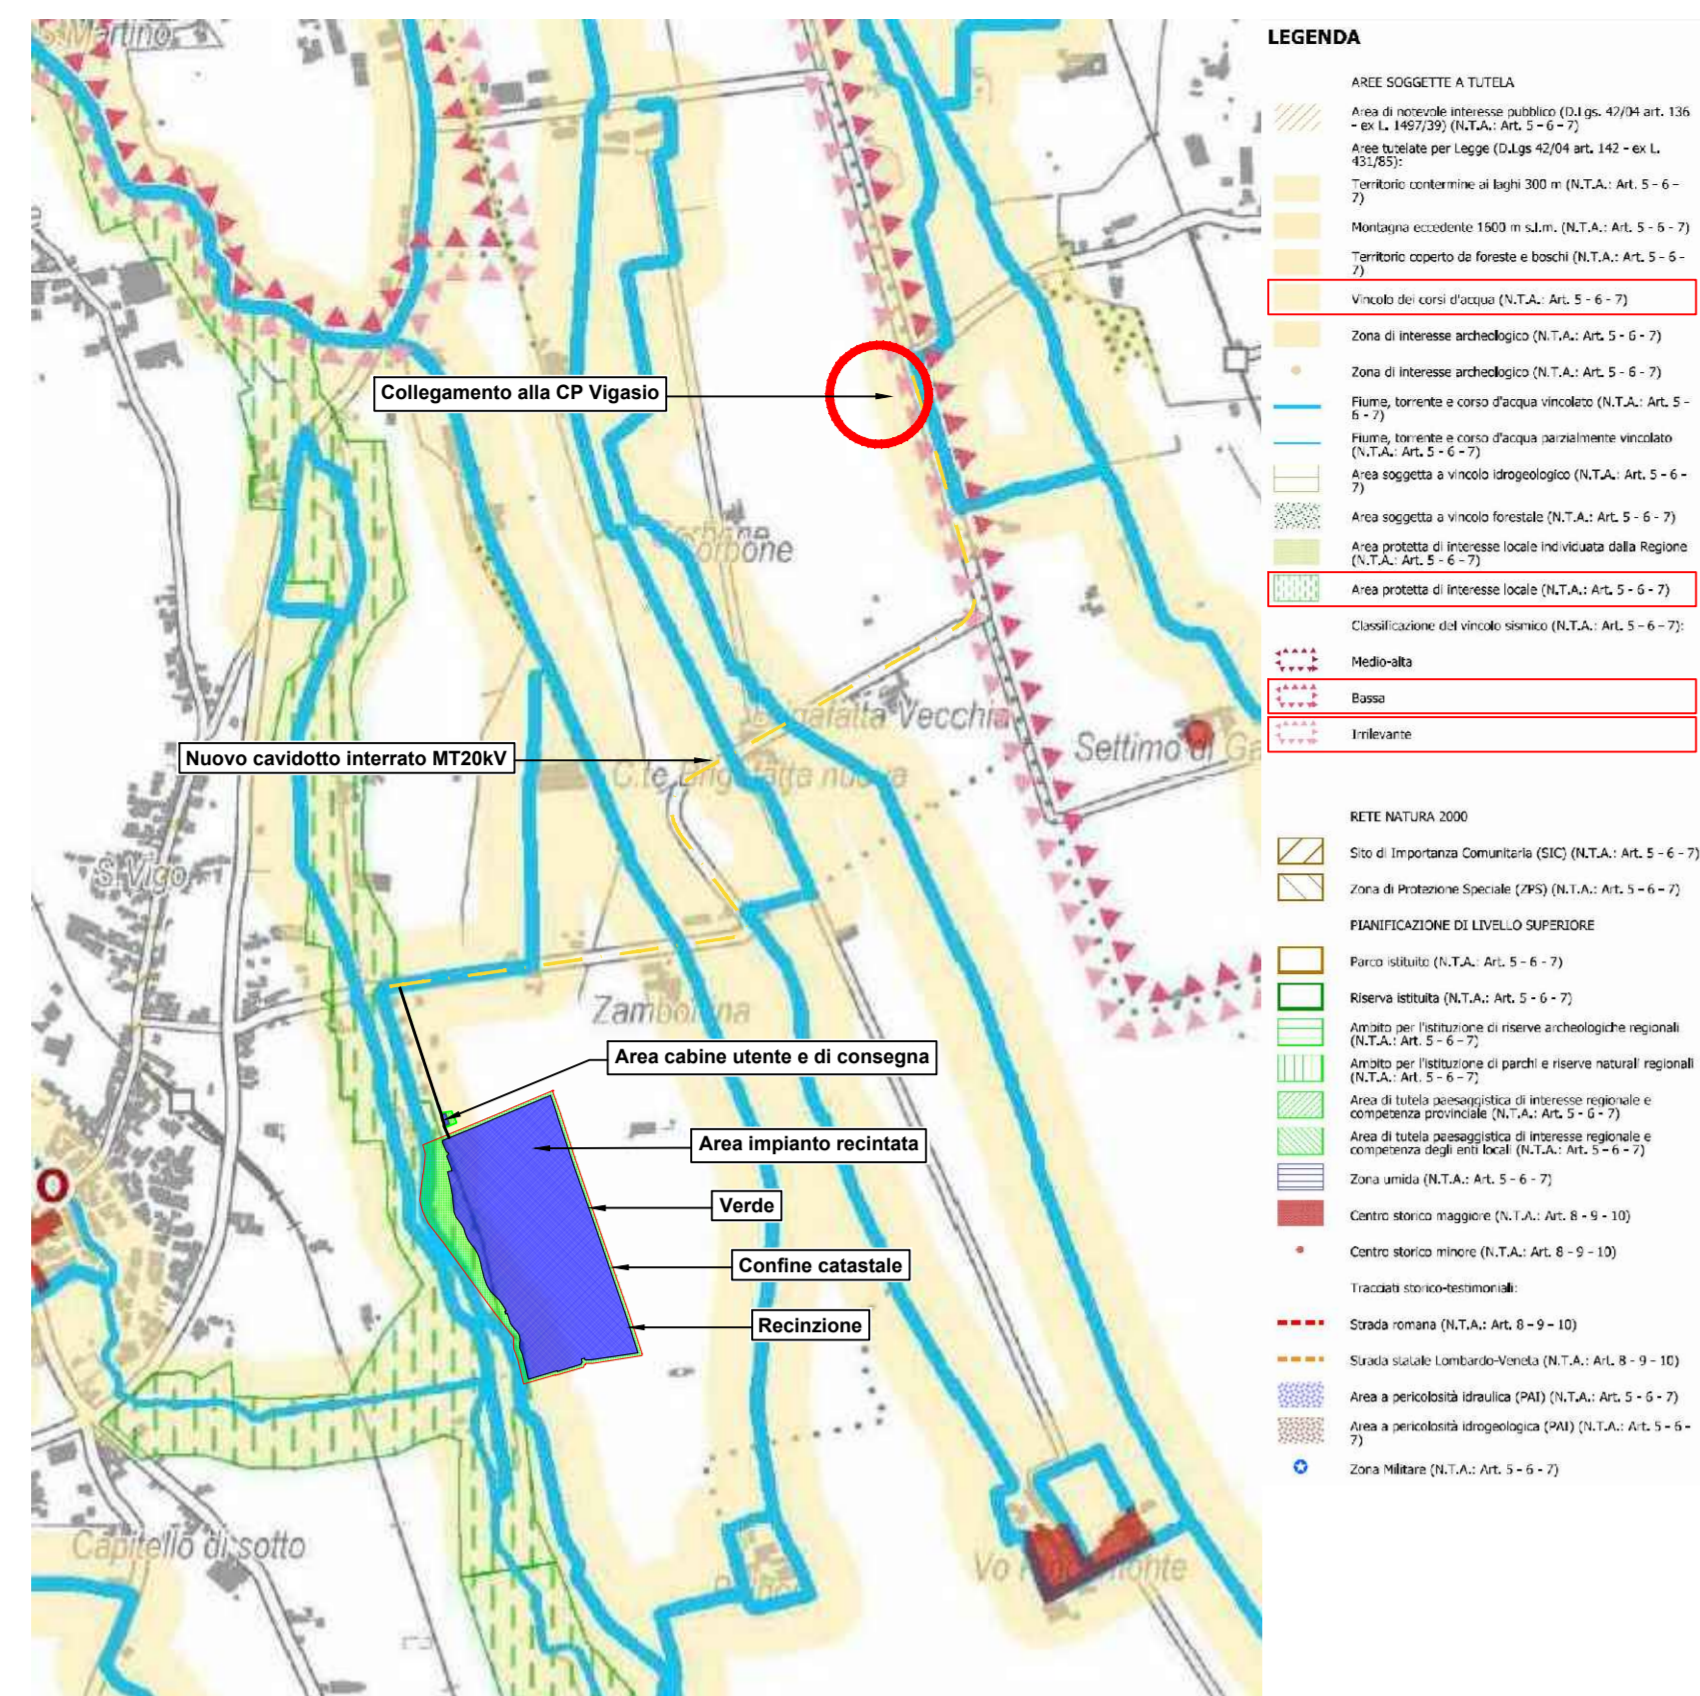 S. Martino
Collegamento alla CP Vigasio
Corbone
Brigafatta Vecchia
Nuovo cavidotto interrato MT20kV
C.te Brigafatta nuova
Settimo di Ga
S. Vigo
Zambonina
Area cabine utente e di consegna
Area impianto recintata
Verde
Confine catastale
Recinzione
Capitello di sotto
LEGENDA
AREE SOGGETTE A TUTELA
Area di notevole interesse pubblico (D.Lgs. 42/04 art. 136
- ex L. 1497/39) (N.T.A.: Art. 5 - 6 - 7)
Aree tutelate per Legge (D.Lgs 42/04 art. 142 - ex L.
431/85):
Territorio contermine ai laghi 300 m (N.T.A.: Art. 5 - 6 -
7)
Montagna eccedente 1600 m s.l.m. (N.T.A.: Art. 5 - 6 - 7)
Territorio coperto da foreste e boschi (N.T.A.: Art. 5 - 6 -
7)
Vincolo dei corsi d'acqua (N.T.A.: Art. 5 - 6 - 7)
Zona di interesse archeologico (N.T.A.: Art. 5 - 6 - 7)
Zona di interesse archeologico (N.T.A.: Art. 5 - 6 - 7)
Fiume, torrente e corso d'acqua vincolato (N.T.A.: Art. 5 -
6 - 7)
Fiume, torrente e corso d'acqua parzialmente vincolato
(N.T.A.: Art. 5 - 6 - 7)
Area soggetta a vincolo idrogeologico (N.T.A.: Art. 5 - 6 -
7)
Area soggetta a vincolo forestale (N.T.A.: Art. 5 - 6 - 7)
Area protetta di interesse locale individuata dalla Regione
(N.T.A.: Art. 5 - 6 - 7)
Area protetta di interesse locale (N.T.A.: Art. 5 - 6 - 7)
Classificazione del vincolo sismico (N.T.A.: Art. 5 - 6 - 7):
Medio-alta
Bassa
Irrilevante
RETE NATURA 2000
Sito di Importanza Comunitaria (SIC) (N.T.A.: Art. 5 - 6 - 7)
Zona di Protezione Speciale (ZPS) (N.T.A.: Art. 5 - 6 - 7)
PIANIFICAZIONE DI LIVELLO SUPERIORE
Parco istituito (N.T.A.: Art. 5 - 6 - 7)
Riserva istituita (N.T.A.: Art. 5 - 6 - 7)
Ambito per l'istituzione di riserve archeologiche regionali
(N.T.A.: Art. 5 - 6 - 7)
Ambito per l'istituzione di parchi e riserve naturali regionali
(N.T.A.: Art. 5 - 6 - 7)
Area di tutela paesaggistica di interesse regionale e
competenza provinciale (N.T.A.: Art. 5 - 6 - 7)
Area di tutela paesaggistica di interesse regionale e
competenza degli enti locali (N.T.A.: Art. 5 - 6 - 7)
Zona umida (N.T.A.: Art. 5 - 6 - 7)
Centro storico maggiore (N.T.A.: Art. 8 - 9 - 10)
Centro storico minore (N.T.A.: Art. 8 - 9 - 10)
Tracciati storico-testimoniali:
Strada romana (N.T.A.: Art. 8 - 9 - 10)
Strada statale Lombardo-Veneta (N.T.A.: Art. 8 - 9 - 10)
Area a pericolosità idraulica (PAI) (N.T.A.: Art. 5 - 6 - 7)
Area a pericolosità idrogeologica (PAI) (N.T.A.: Art. 5 - 6 -
7)
Zona Militare (N.T.A.: Art. 5 - 6 - 7)